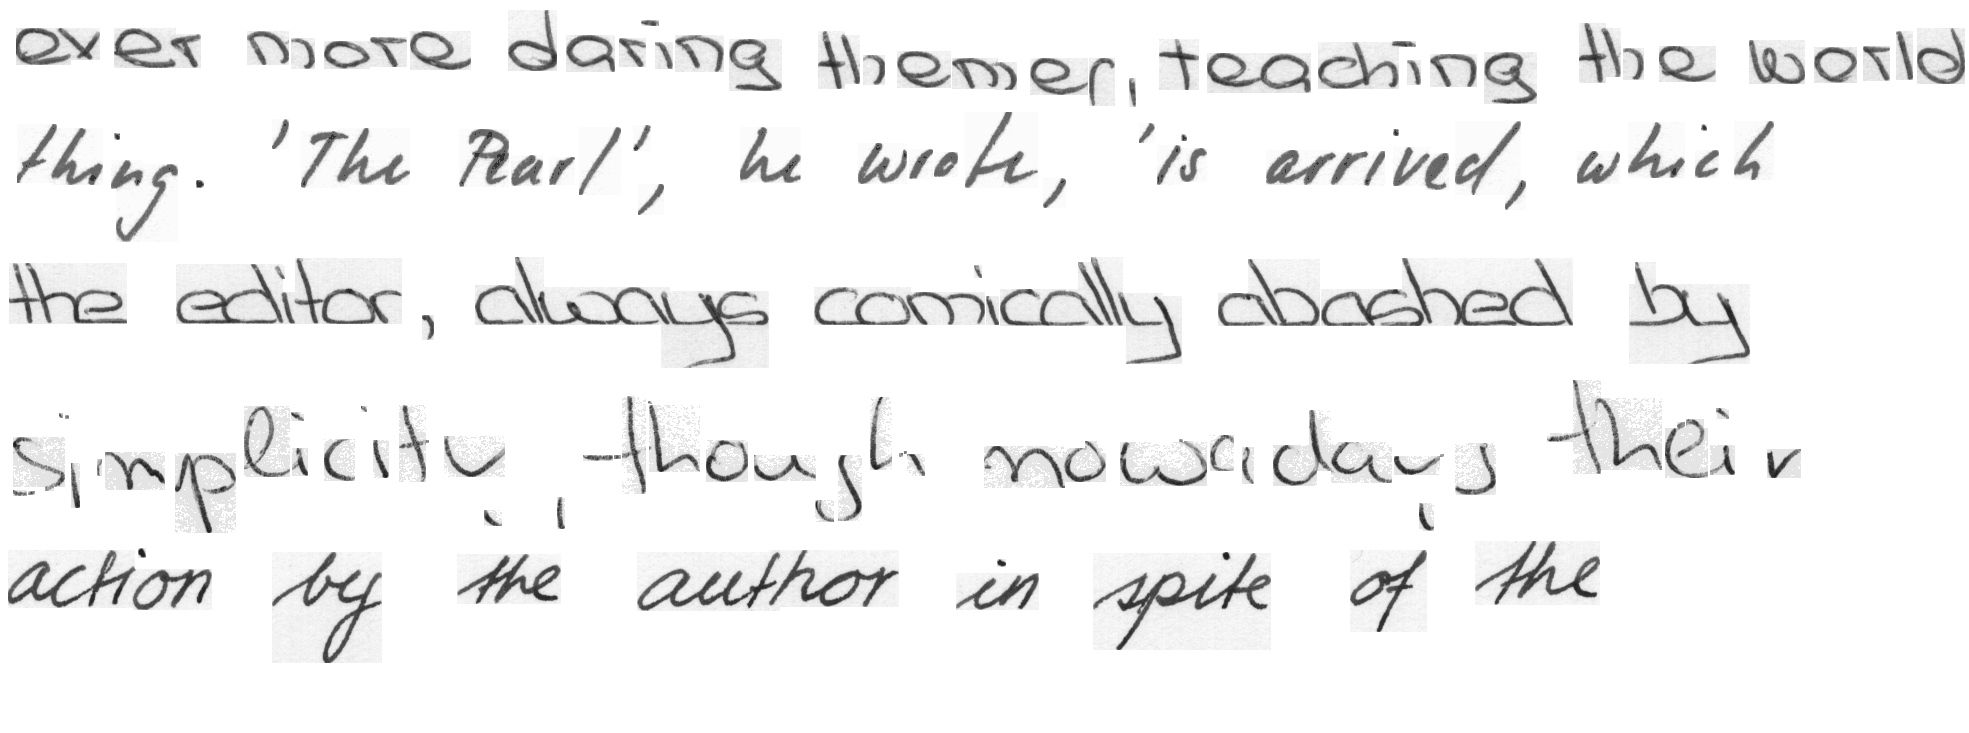 ever more daring themes, teaching the world
thing. 'The Pearl', he wrote, 'is arrived, which
the editor, always comically abashed by
simplicity, though nowadays their
action by the author in spite of the